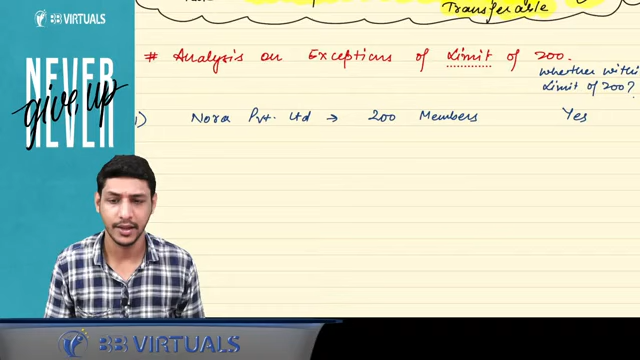 BB VIRTUALS
Transferable
# Analysis on Exceptions of Limit of 200.
whether within
Limit of 200?
1) Nora Pvt. Ltd → 200 Members Yes
NEVER
give up
NEVER
BB VIRTUALS